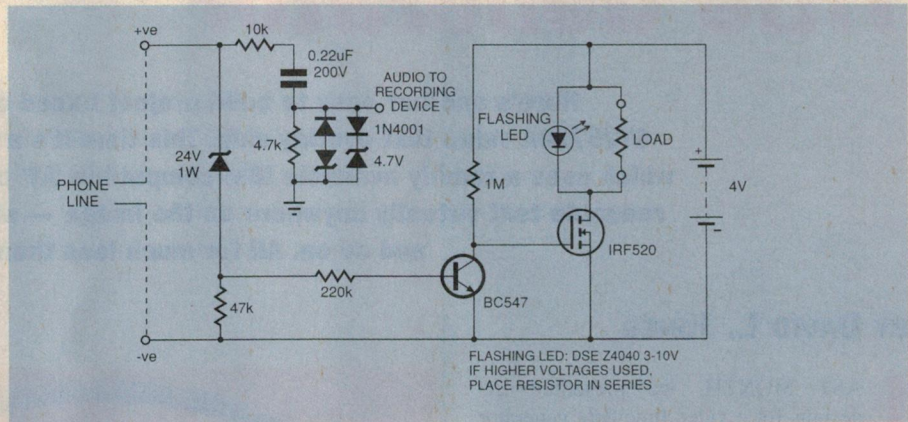 +ve
10k
0.22uF
200V
AUDIO TO
RECORDING
DEVICE
1N4001
4.7k
4.7V
24V
1W
PHONE
LINE
47k
220k
-ve
FLASHING
LED
LOAD
1M
+
4V
-
IRF520
BC547
FLASHING LED: DSE Z4040 3-10V
IF HIGHER VOLTAGES USED,
PLACE RESISTOR IN SERIES